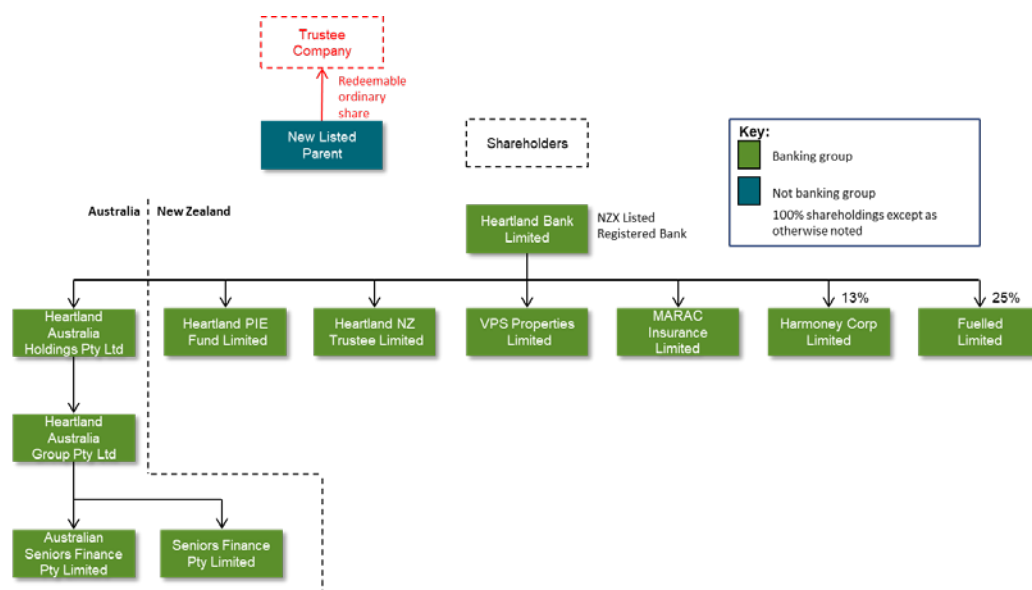 Trustee
Company
Redeemable
ordinary
share
New Listed
Parent
Shareholders
Key:
Banking group
Not banking group
100% shareholdings except as
otherwise noted
Australia
New Zealand
Heartland Bank
Limited
NZX Listed
Registered Bank
13%
25%
Heartland
Australia
Holdings Pty Ltd
Heartland PIE
Fund Limited
Heartland NZ
Trustee Limited
VPS Properties
Limited
MARAC
Insurance
Limited
Harmoney Corp
Limited
Fuelled
Limited
Heartland
Australia
Group Pty Ltd
Australian
Seniors Finance
Pty Limited
Seniors Finance
Pty Limited